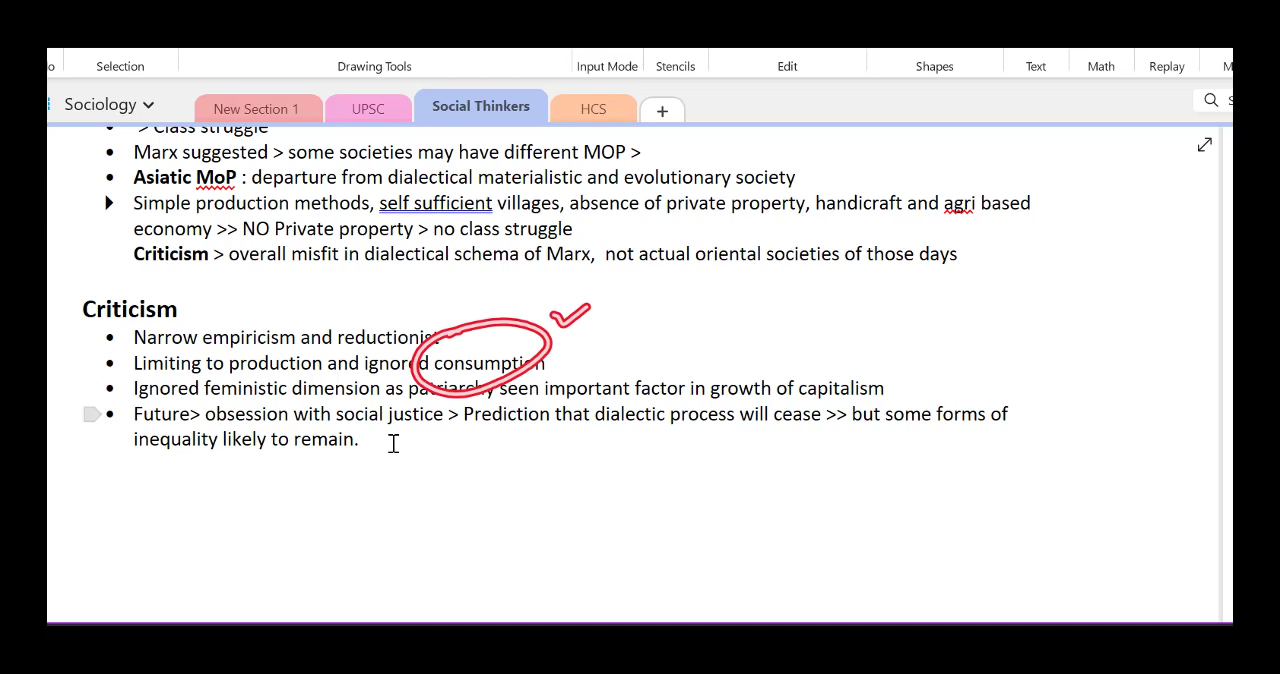 Selection Drawing Tools Input Mode Stencils Edit Shapes Text Math Replay
Sociology New Section 1 UPSC Social Thinkers HCS +
> Class struggle
• Marx suggested > some societies may have different MOP >
• Asiatic MoP : departure from dialectical materialistic and evolutionary society
Simple production methods, self sufficient villages, absence of private property, handicraft and agri based
economy >> NO Private property > no class struggle
Criticism > overall misfit in dialectical schema of Marx, not actual oriental societies of those days
Criticism
• Narrow empiricism and reductionist
• Limiting to production and ignored consumption
• Ignored feministic dimension as patriarchy seen important factor in growth of capitalism
• Future> obsession with social justice > Prediction that dialectic process will cease >> but some forms of
inequality likely to remain.